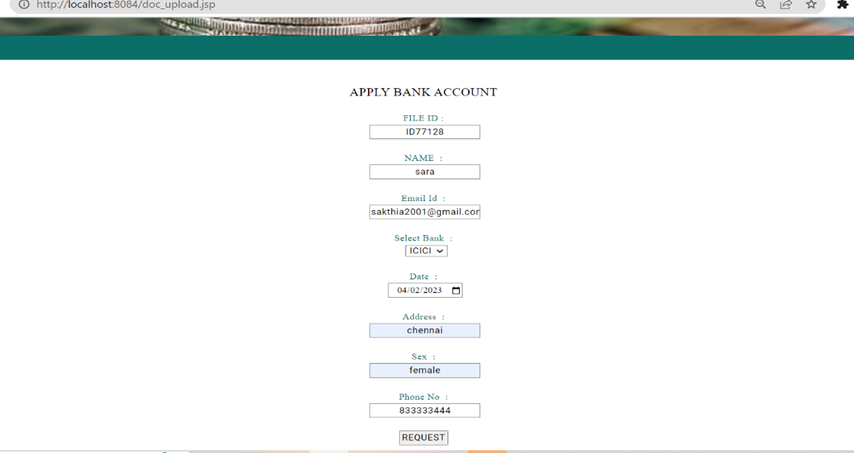 http://localhost:8084/doc_upload.jsp
APPLY BANK ACCOUNT
FILE ID :
ID77128
NAME :
sara
Email Id :
sakthia2001@gmail.cor
Select Bank :
ICICI
Date :
04/02/2023
Address :
chennai
Sex :
female
Phone No :
833333444
REQUEST